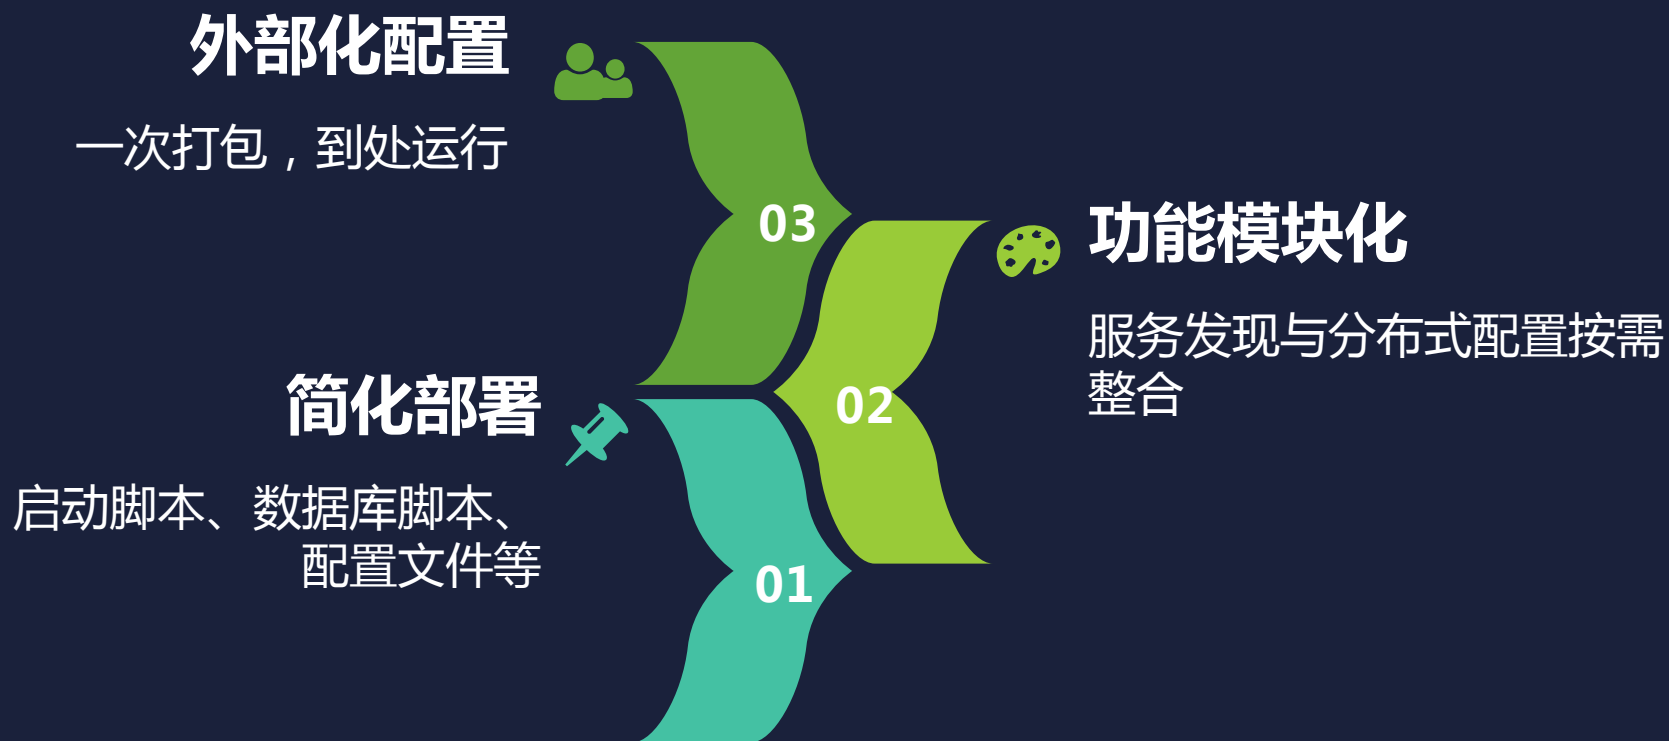 外部化配置
一次打包，到处运行
03
功能模块化
服务发现与分布式配置按需
整合
02
简化部署
启动脚本、数据库脚本、
配置文件等
01